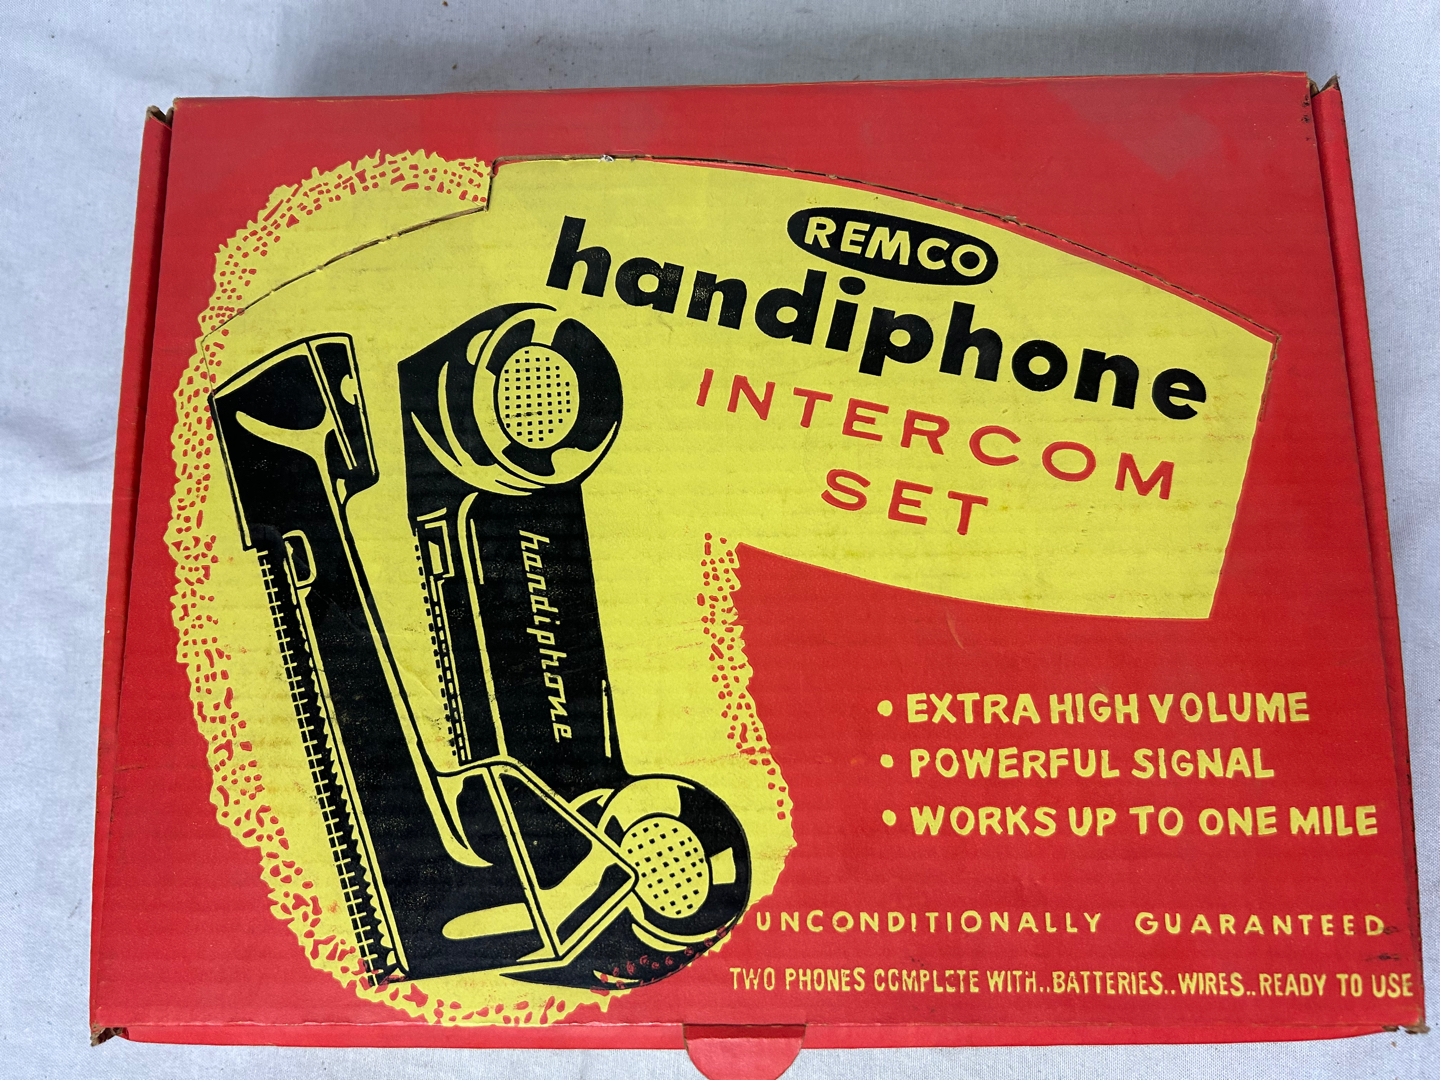 REMCO
handiphone
INTERCOM
SET
handiphone
• EXTRA HIGH VOLUME
• POWERFUL SIGNAL
• WORKS UP TO ONE MILE
UNCONDITIONALLY GUARANTEED
TWO PHONES COMPLETE WITH..BATTERIES..WIRES..READY TO USE